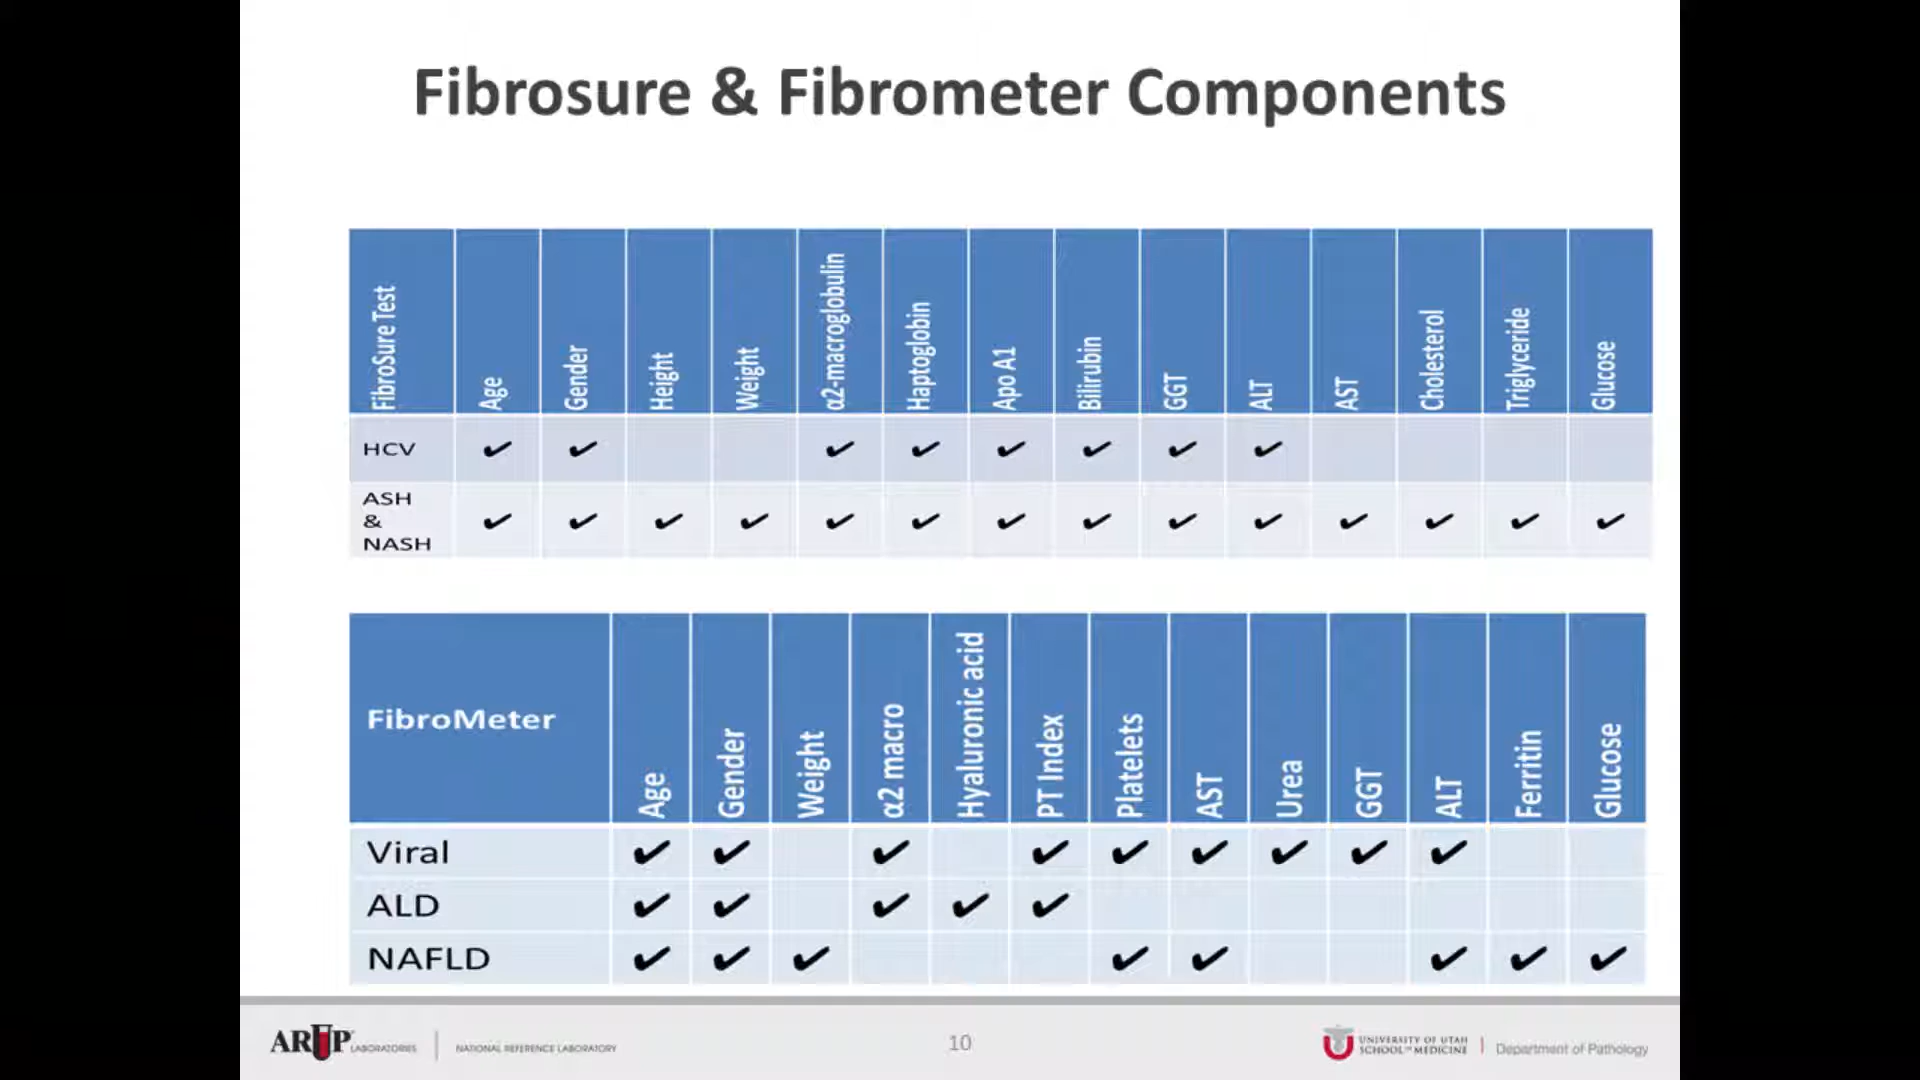 Fibrosure & Fibrometer Components
FibroSure Test Age Gender Height Weight α2-macroglobulin Haptoglobin Apo A1 Bilirubin GGT ALT AST Cholesterol Triglyceride Glucose
HCV ✔ ✔ ✔ ✔ ✔ ✔ ✔ ✔
ASH
&
NASH ✔ ✔ ✔ ✔ ✔ ✔ ✔ ✔ ✔ ✔ ✔ ✔ ✔ ✔
FibroMeter Age Gender Weight α2 macro Hyaluronic acid PT Index Platelets AST Urea GGT ALT Ferritin Glucose
Viral ✔ ✔ ✔ ✔ ✔ ✔ ✔ ✔ ✔
ALD ✔ ✔ ✔ ✔ ✔
NAFLD ✔ ✔ ✔ ✔ ✔ ✔ ✔ ✔
ARUP LABORATORIES | NATIONAL REFERENCE LABORATORY
10
UNIVERSITY OF UTAH
SCHOOL OF MEDICINE | Department of Pathology